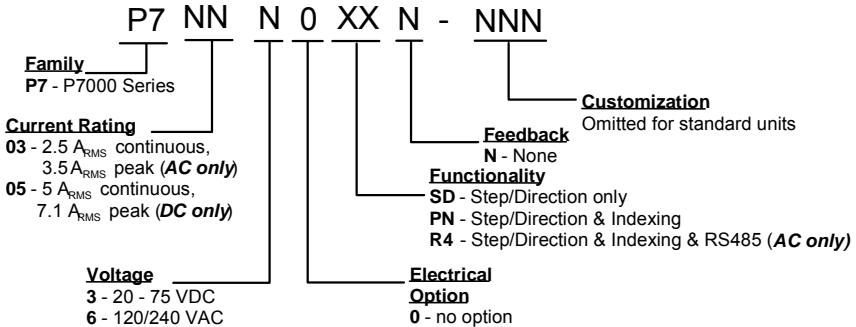 P7 NN N 0 XX N - NNN
Family
P7 - P7000 Series
Current Rating
03 - 2.5 ARMS continuous,
3.5 ARMS peak (AC only)
05 - 5 ARMS continuous,
7.1 ARMS peak (DC only)
Voltage
3 - 20 - 75 VDC
6 - 120/240 VAC
Electrical
Option
0 - no option
Functionality
SD - Step/Direction only
PN - Step/Direction & Indexing
R4 - Step/Direction & Indexing & RS485 (AC only)
Feedback
N - None
Customization
Omitted for standard units